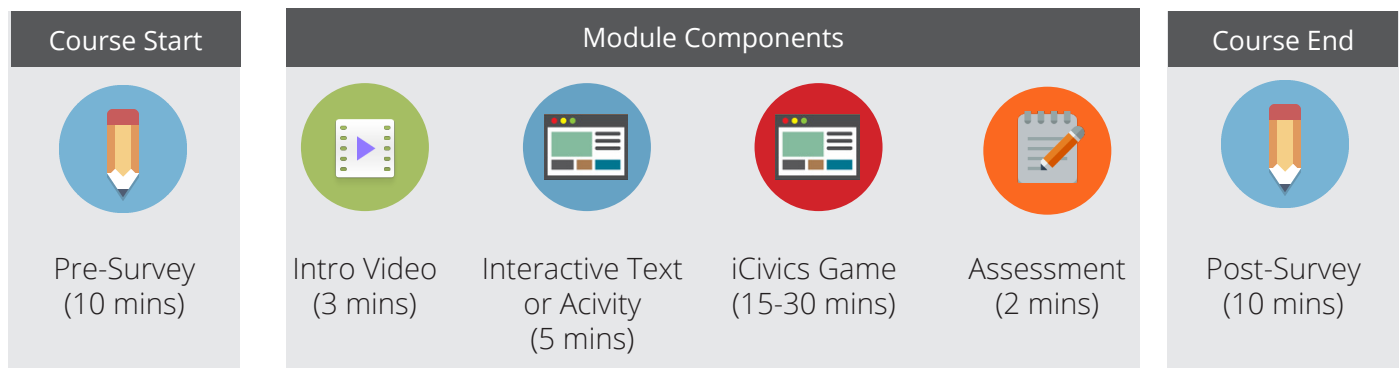 Course Start
Pre-Survey
(10 mins)
Module Components
Intro Video
(3 mins)
Interactive Text
or Acivity
(5 mins)
iCivics Game
(15-30 mins)
Assessment
(2 mins)
Course End
Post-Survey
(10 mins)